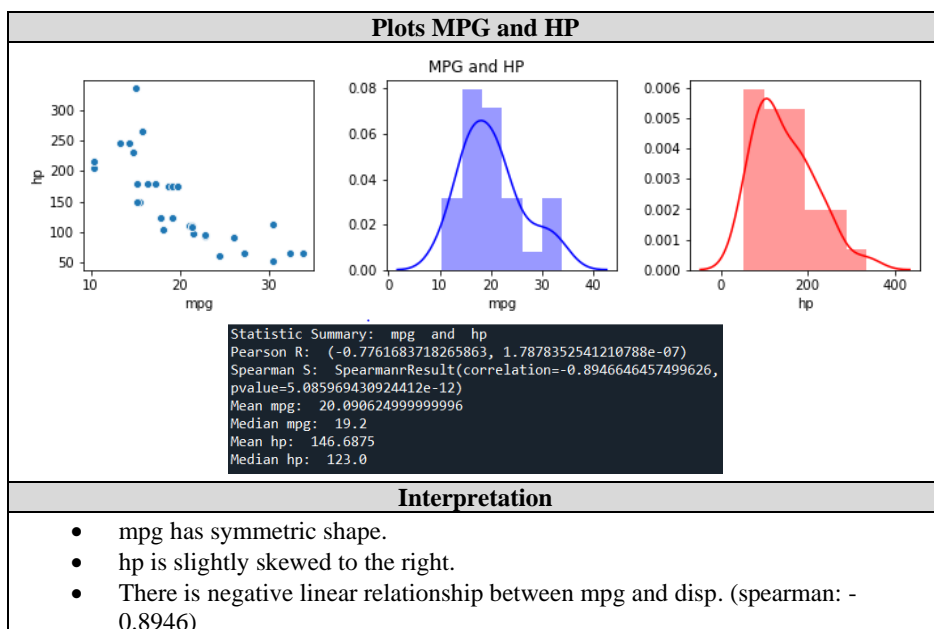 Plots MPG and HP
MPG and HP
300
250
200
150
100
50
hp
10 20 30
mpg
0.08
0.06
0.04
0.02
0.00
0 10 20 30 40
mpg
0.006
0.005
0.004
0.003
0.002
0.001
0.000
0 200 400
hp
Statistic Summary:  mpg  and  hp
Pearson R:  (-0.7761683718265863, 1.7878352541210788e-07)
Spearman S:  SpearmanrResult(correlation=-0.8946646457499626,
pvalue=5.085969430924412e-12)
Mean mpg:  20.090624999999996
Median mpg:  19.2
Mean hp:  146.6875
Median hp:  123.0
Interpretation
• mpg has symmetric shape.
• hp is slightly skewed to the right.
• There is negative linear relationship between mpg and disp. (spearman: -
0.8946)